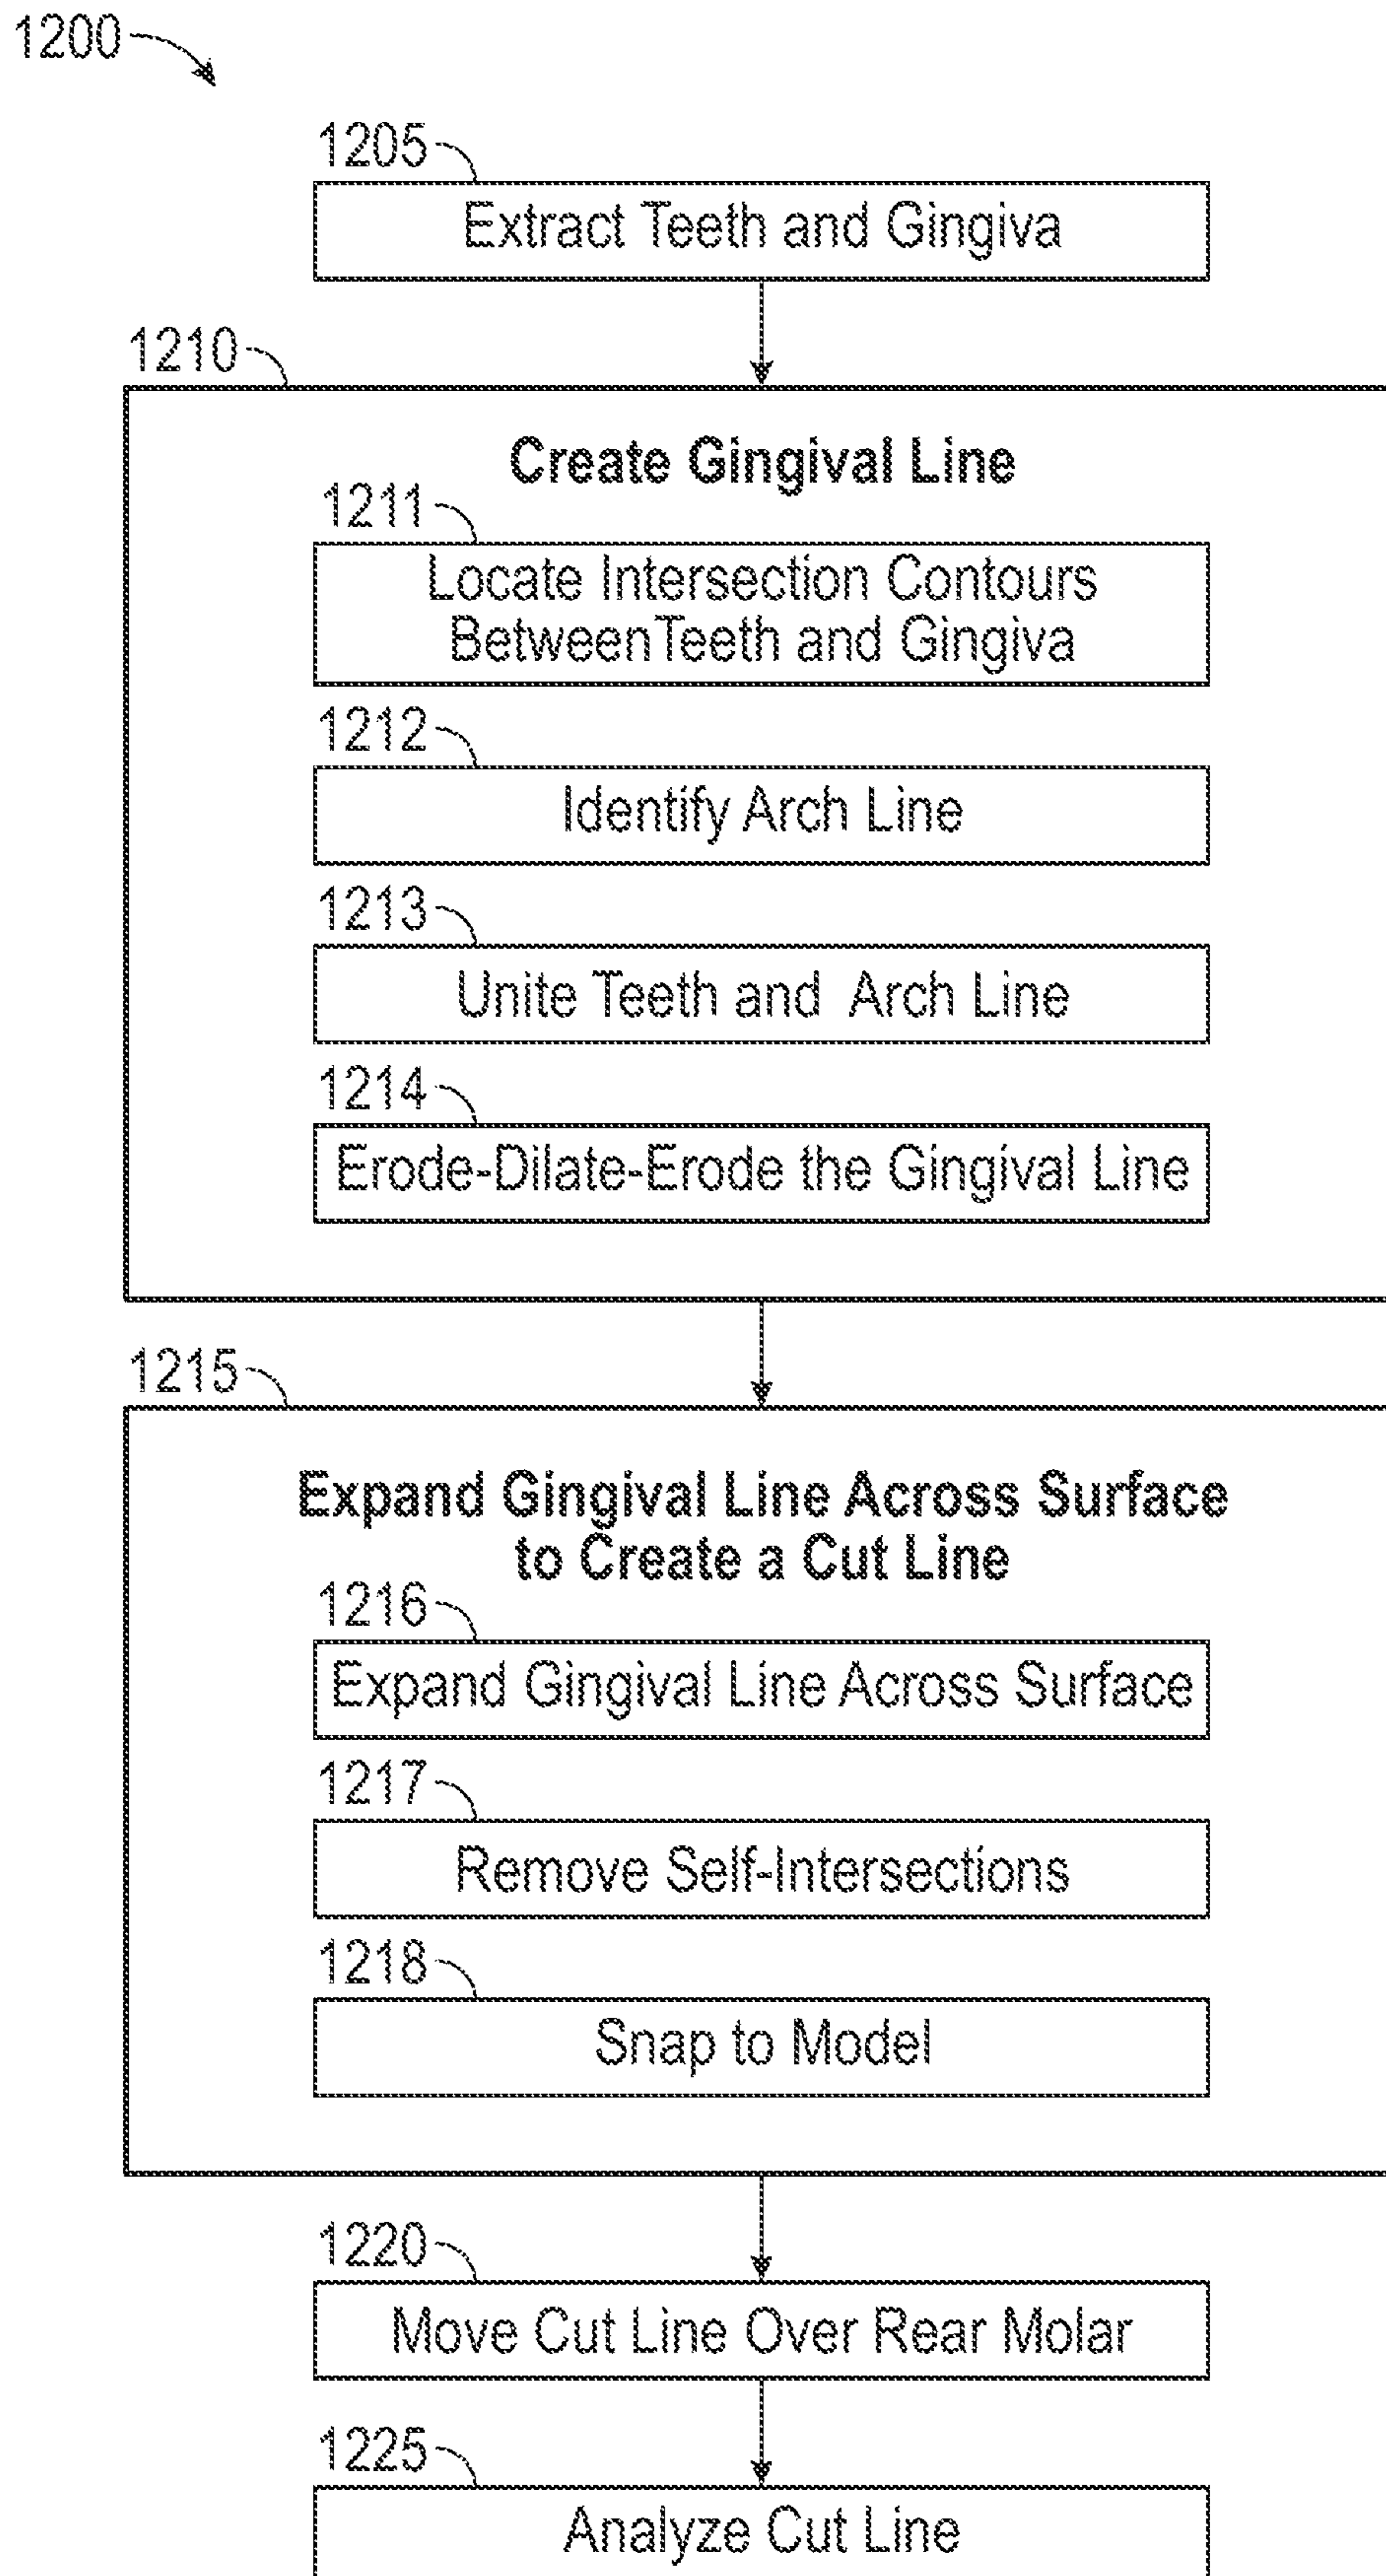 1200
1205
Extract Teeth and Gingiva
1210
Create Gingival Line
1211
Locate Intersection Contours
BetweenTeeth and Gingiva
1212
Identify Arch Line
1213
Unite Teeth and Arch Line
1214
Erode-Dilate-Erode the Gingival Line
1215
Expand Gingival Line Across Surface
to Create a Cut Line
1216
Expand Gingival Line Across Surface
1217
Remove Self-Intersections
1218
Snap to Model
1220
Move Cut Line Over Rear Molar
1225
Analyze Cut Line